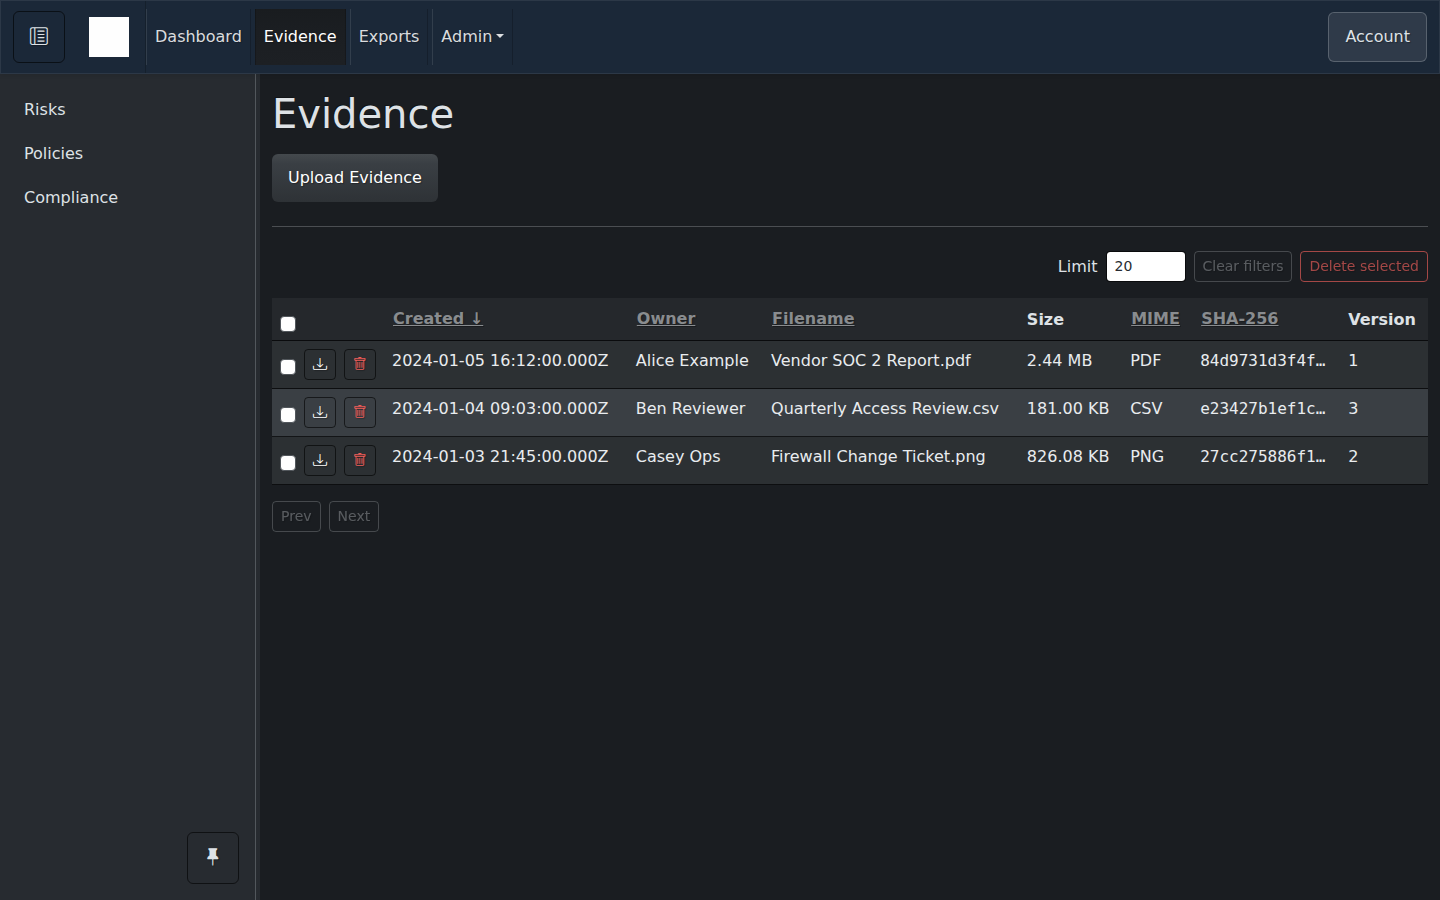 Dashboard Evidence Exports Admin Account
Risks
Policies
Compliance
Evidence
Upload Evidence
Limit 20 Clear filters Delete selected
Created ↓ Owner Filename Size MIME SHA-256 Version
2024-01-05 16:12:00.000Z Alice Example Vendor SOC 2 Report.pdf 2.44 MB PDF 84d9731d3f4f… 1
2024-01-04 09:03:00.000Z Ben Reviewer Quarterly Access Review.csv 181.00 KB CSV e23427b1ef1c… 3
2024-01-03 21:45:00.000Z Casey Ops Firewall Change Ticket.png 826.08 KB PNG 27cc275886f1… 2
Prev Next